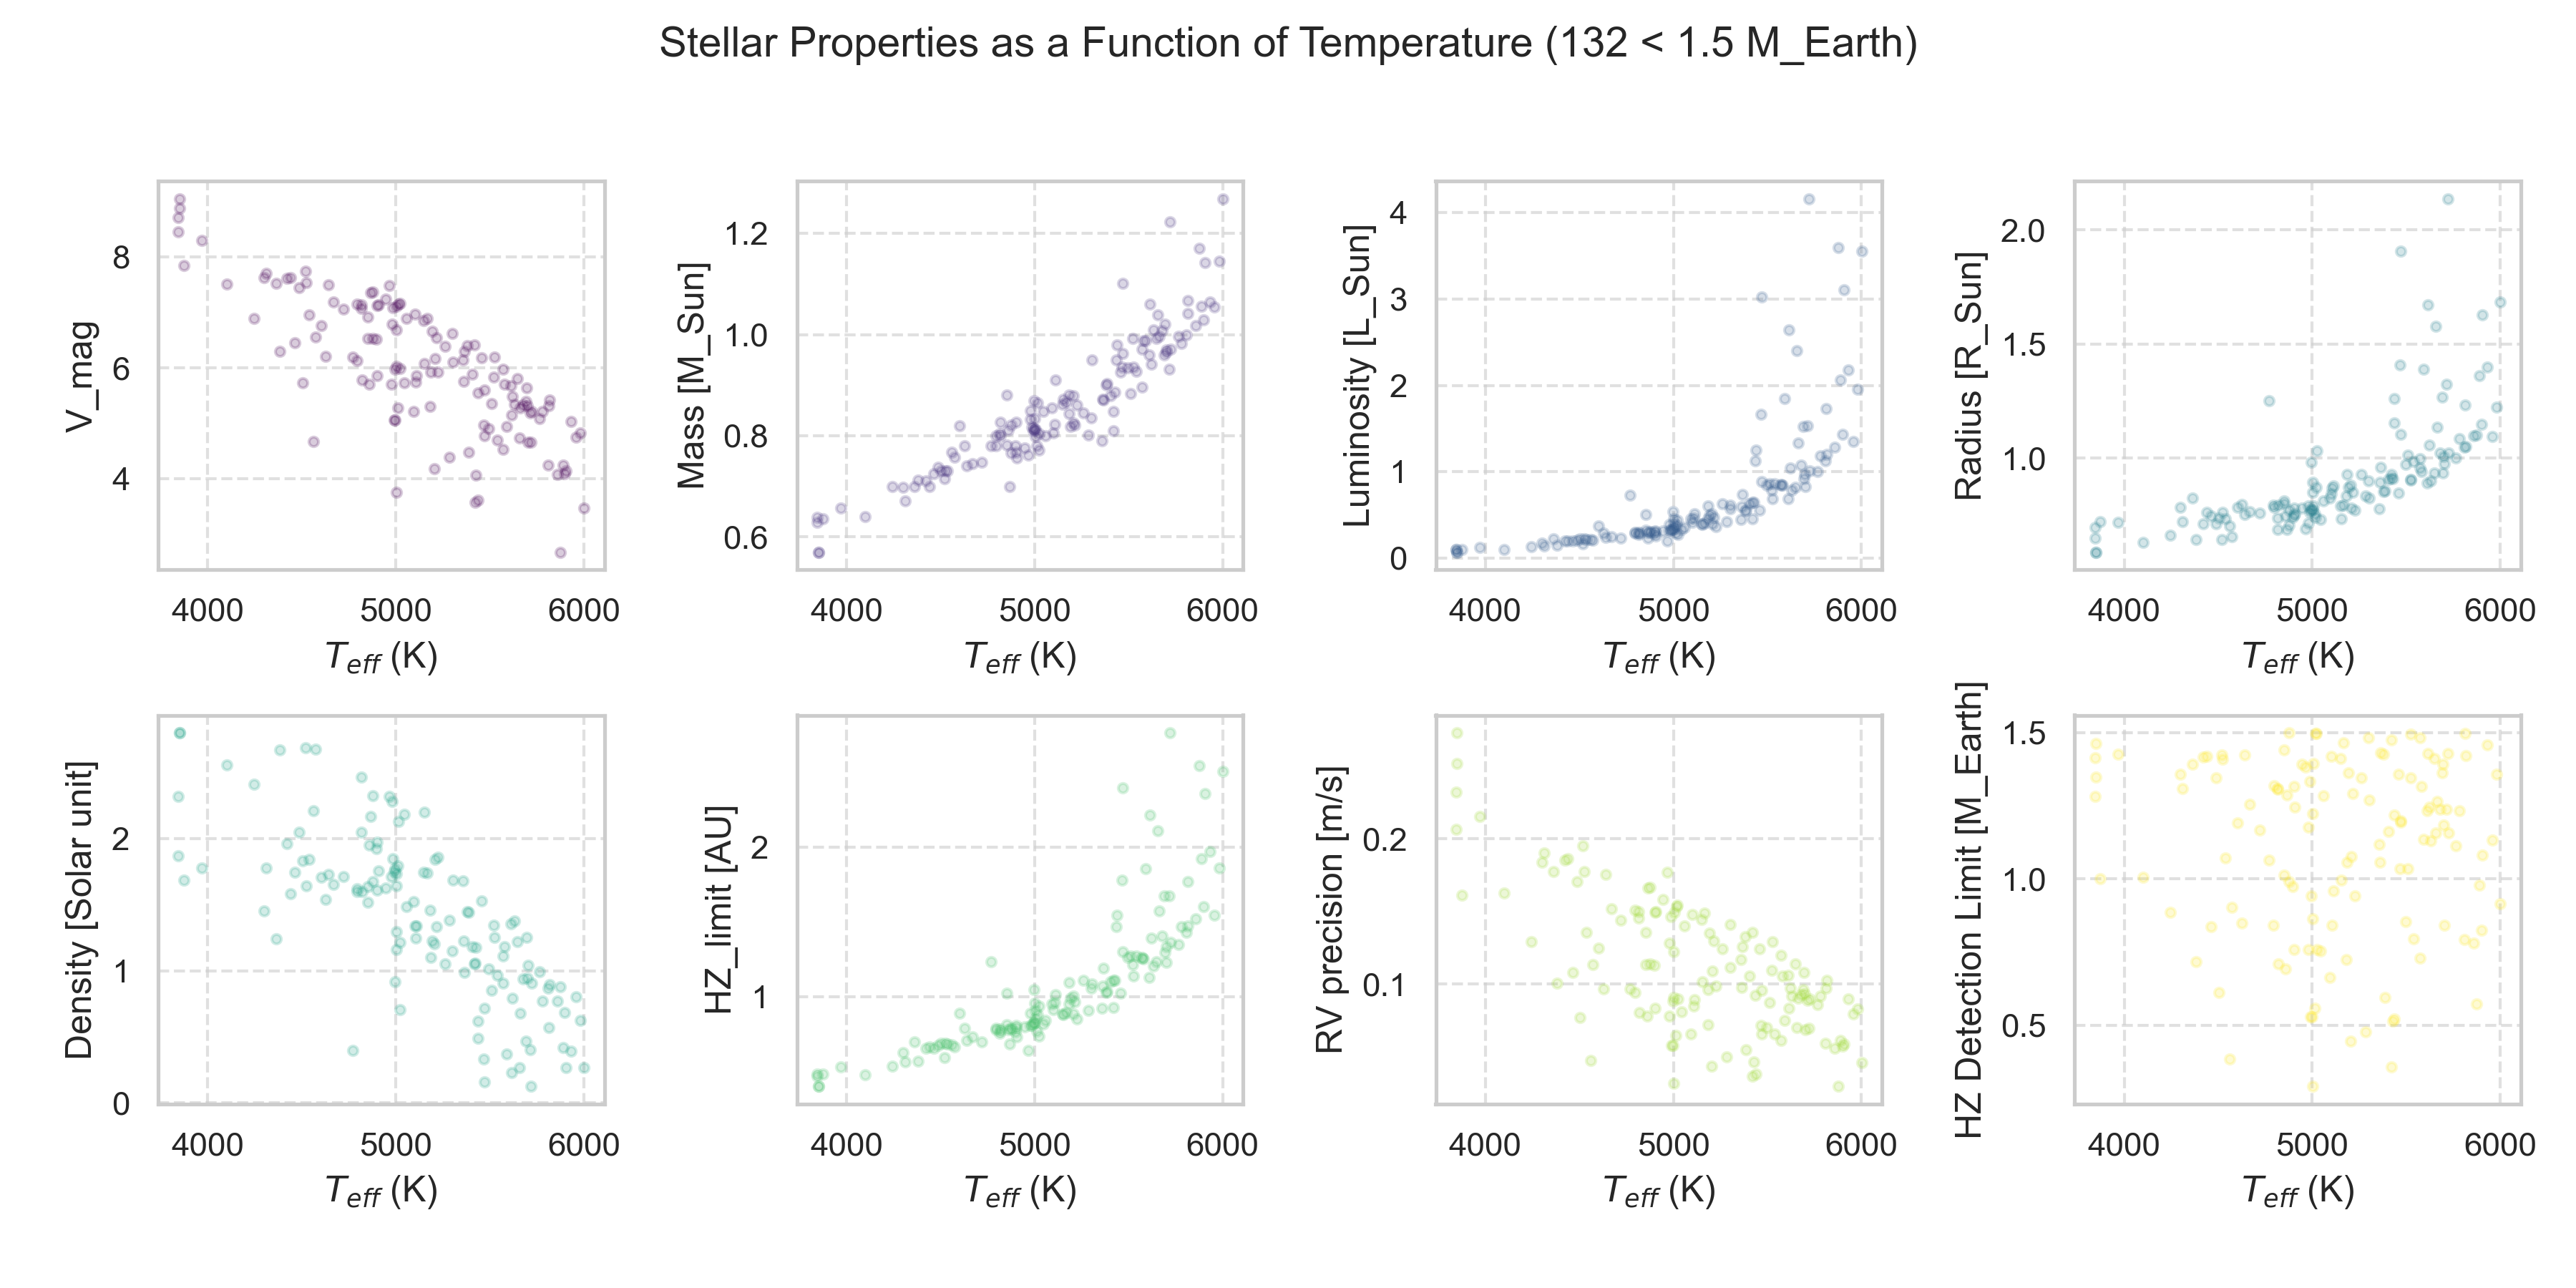 Stellar Properties as a Function of Temperature (132 < 1.5 M_Earth)
V_mag
8
6
4
4000 5000 6000
T_eff (K)
Mass [M_Sun]
1.2
1.0
0.8
0.6
4000 5000 6000
T_eff (K)
Luminosity [L_Sun]
4
3
2
1
0
4000 5000 6000
T_eff (K)
Radius [R_Sun]
2.0
1.5
1.0
4000 5000 6000
T_eff (K)
Density [Solar unit]
2
1
0
4000 5000 6000
T_eff (K)
HZ_limit [AU]
2
1
4000 5000 6000
T_eff (K)
RV precision [m/s]
0.2
0.1
4000 5000 6000
T_eff (K)
HZ Detection Limit [M_Earth]
1.5
1.0
0.5
4000 5000 6000
T_eff (K)